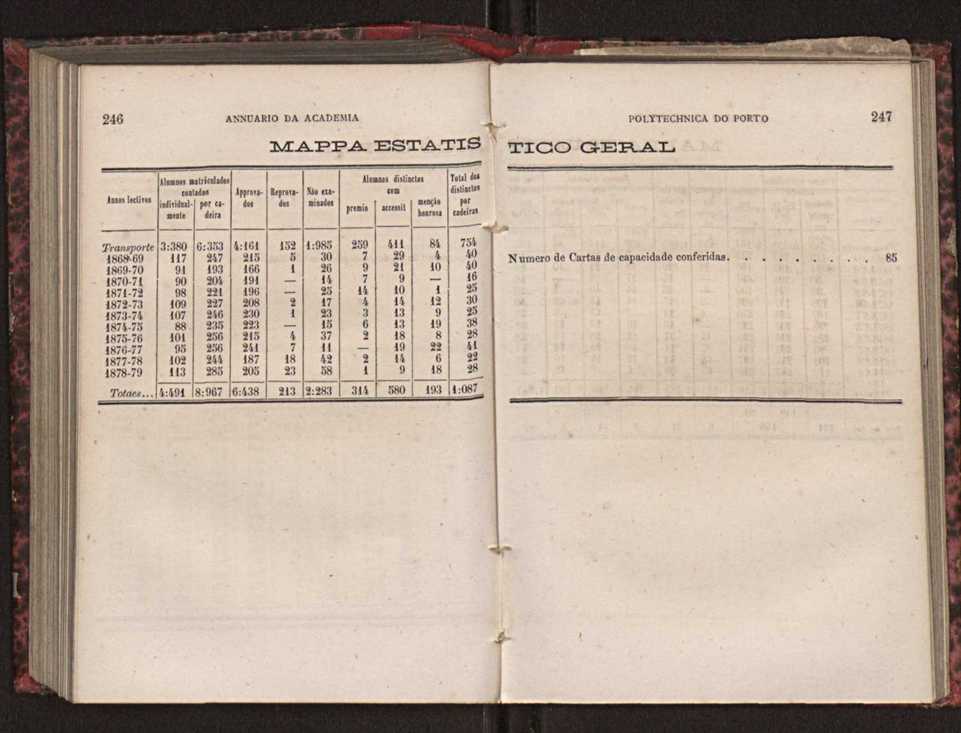 246 ANNUARIO DA ACADEMIA
MAPPA ESTATIS
Annos lectivos | Alumnos matriculados contados individualmente | por cadeira | Approvados | Reprovados | Não examinados | Alumnos distinctos com premio | accessit | menção honrosa | Total dos distinctos por cadeiras
Transporte 3:380 6:353 4:161 152 1:985 259 411 84 754
1868-69 117 247 215 5 30 7 29 4 40
1869-70 91 193 166 1 26 9 21 10 40
1870-71 90 204 191 — 14 7 9 — 16
1871-72 98 221 196 — 25 14 10 1 25
1872-73 109 227 208 2 17 4 14 12 30
1873-74 107 246 230 1 23 3 13 9 25
1874-75 88 235 223 — 15 6 13 19 38
1875-76 101 256 215 4 37 2 18 8 28
1876-77 95 256 241 7 11 — 19 22 41
1877-78 102 244 187 18 42 2 14 6 22
1878-79 113 285 205 23 58 1 9 18 28
Totaes... 4:491 8:967 6:438 213 2:283 314 580 193 1:087
POLYTECHNICA DO PORTO 247
TICO GERAL
Numero de Cartas de capacidade conferidas. . . . . . . . . . 85